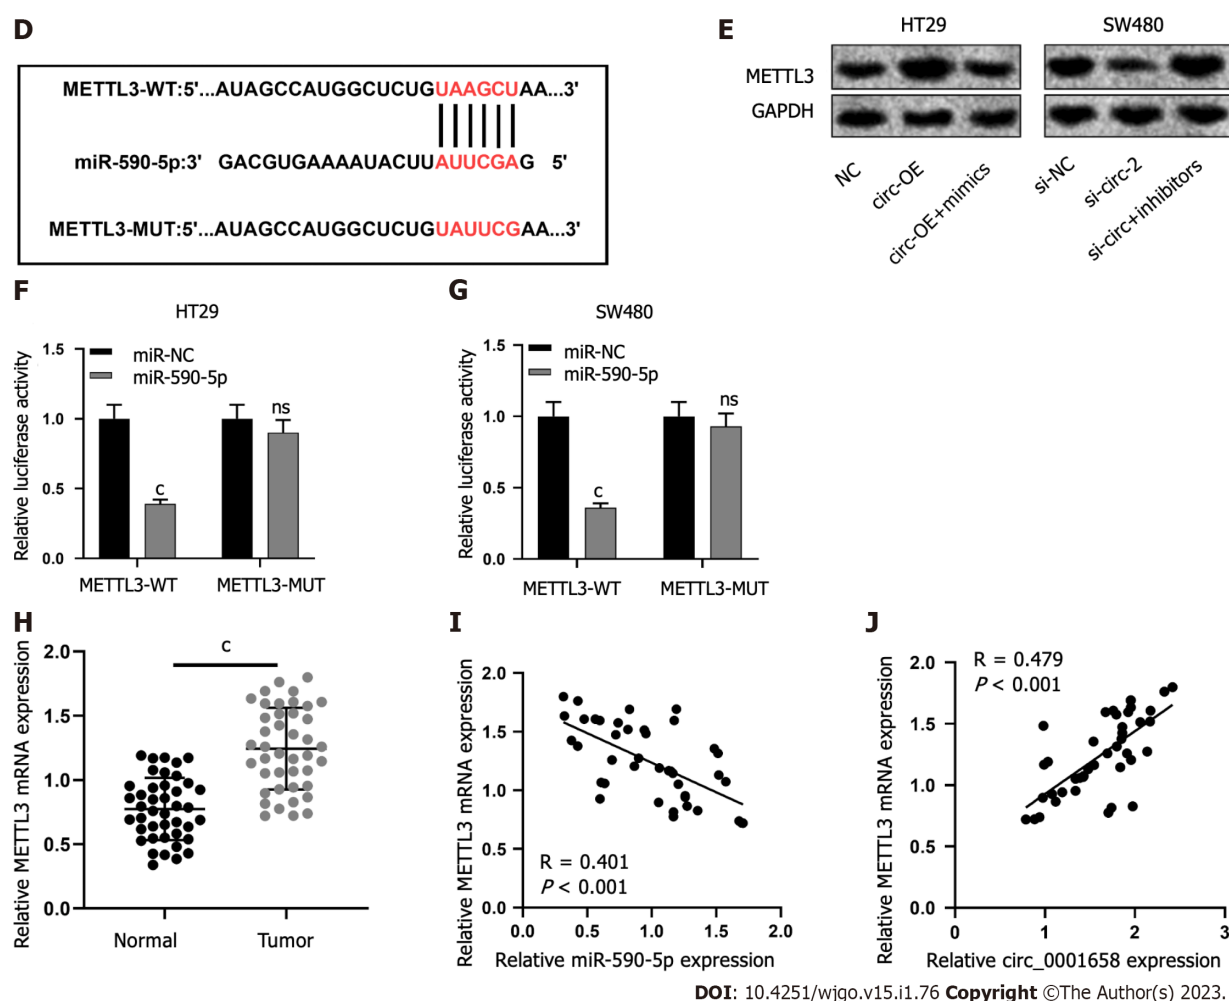 D
METTL3-WT:5'...AUAGCCAUGGCUCUGUAAGCUAA...3'
miR-590-5p:3' GACGUGAAAAUACUUAUUCGAG 5'
METTL3-MUT:5'...AUAGCCAUGGCUCUGUAUUCGAA...3'
E
HT29 SW480
METTL3
GAPDH
NC circ-OE circ-OE+mimics si-NC si-circ-2 si-circ+inhibitors
F
HT29
miR-NC
miR-590-5p
Relative luciferase activity
1.5
1.0
0.5
0.0
c
ns
METTL3-WT METTL3-MUT
G
SW480
miR-NC
miR-590-5p
Relative luciferase activity
1.5
1.0
0.5
0.0
c
ns
METTL3-WT METTL3-MUT
H
Relative METTL3 mRNA expression
2.0
1.5
1.0
0.5
0.0
c
Normal Tumor
I
Relative METTL3 mRNA expression
2.0
1.5
1.0
0.5
0.0
R = 0.401
P < 0.001
0.0 0.5 1.0 1.5 2.0
Relative miR-590-5p expression
J
Relative METTL3 mRNA expression
2.0
1.5
1.0
0.5
0.0
R = 0.479
P < 0.001
0 1 2 3
Relative circ_0001658 expression
DOI: 10.4251/wjgo.v15.i1.76 Copyright ©The Author(s) 2023.